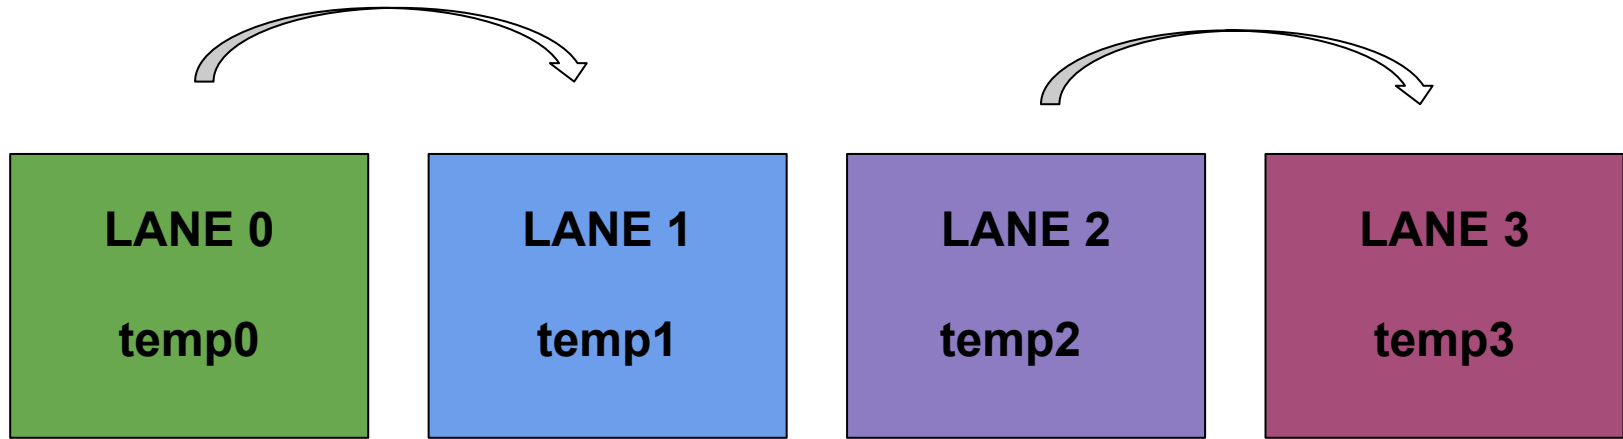 LANE 0
temp0
LANE 1
temp1
LANE 2
temp2
LANE 3
temp3